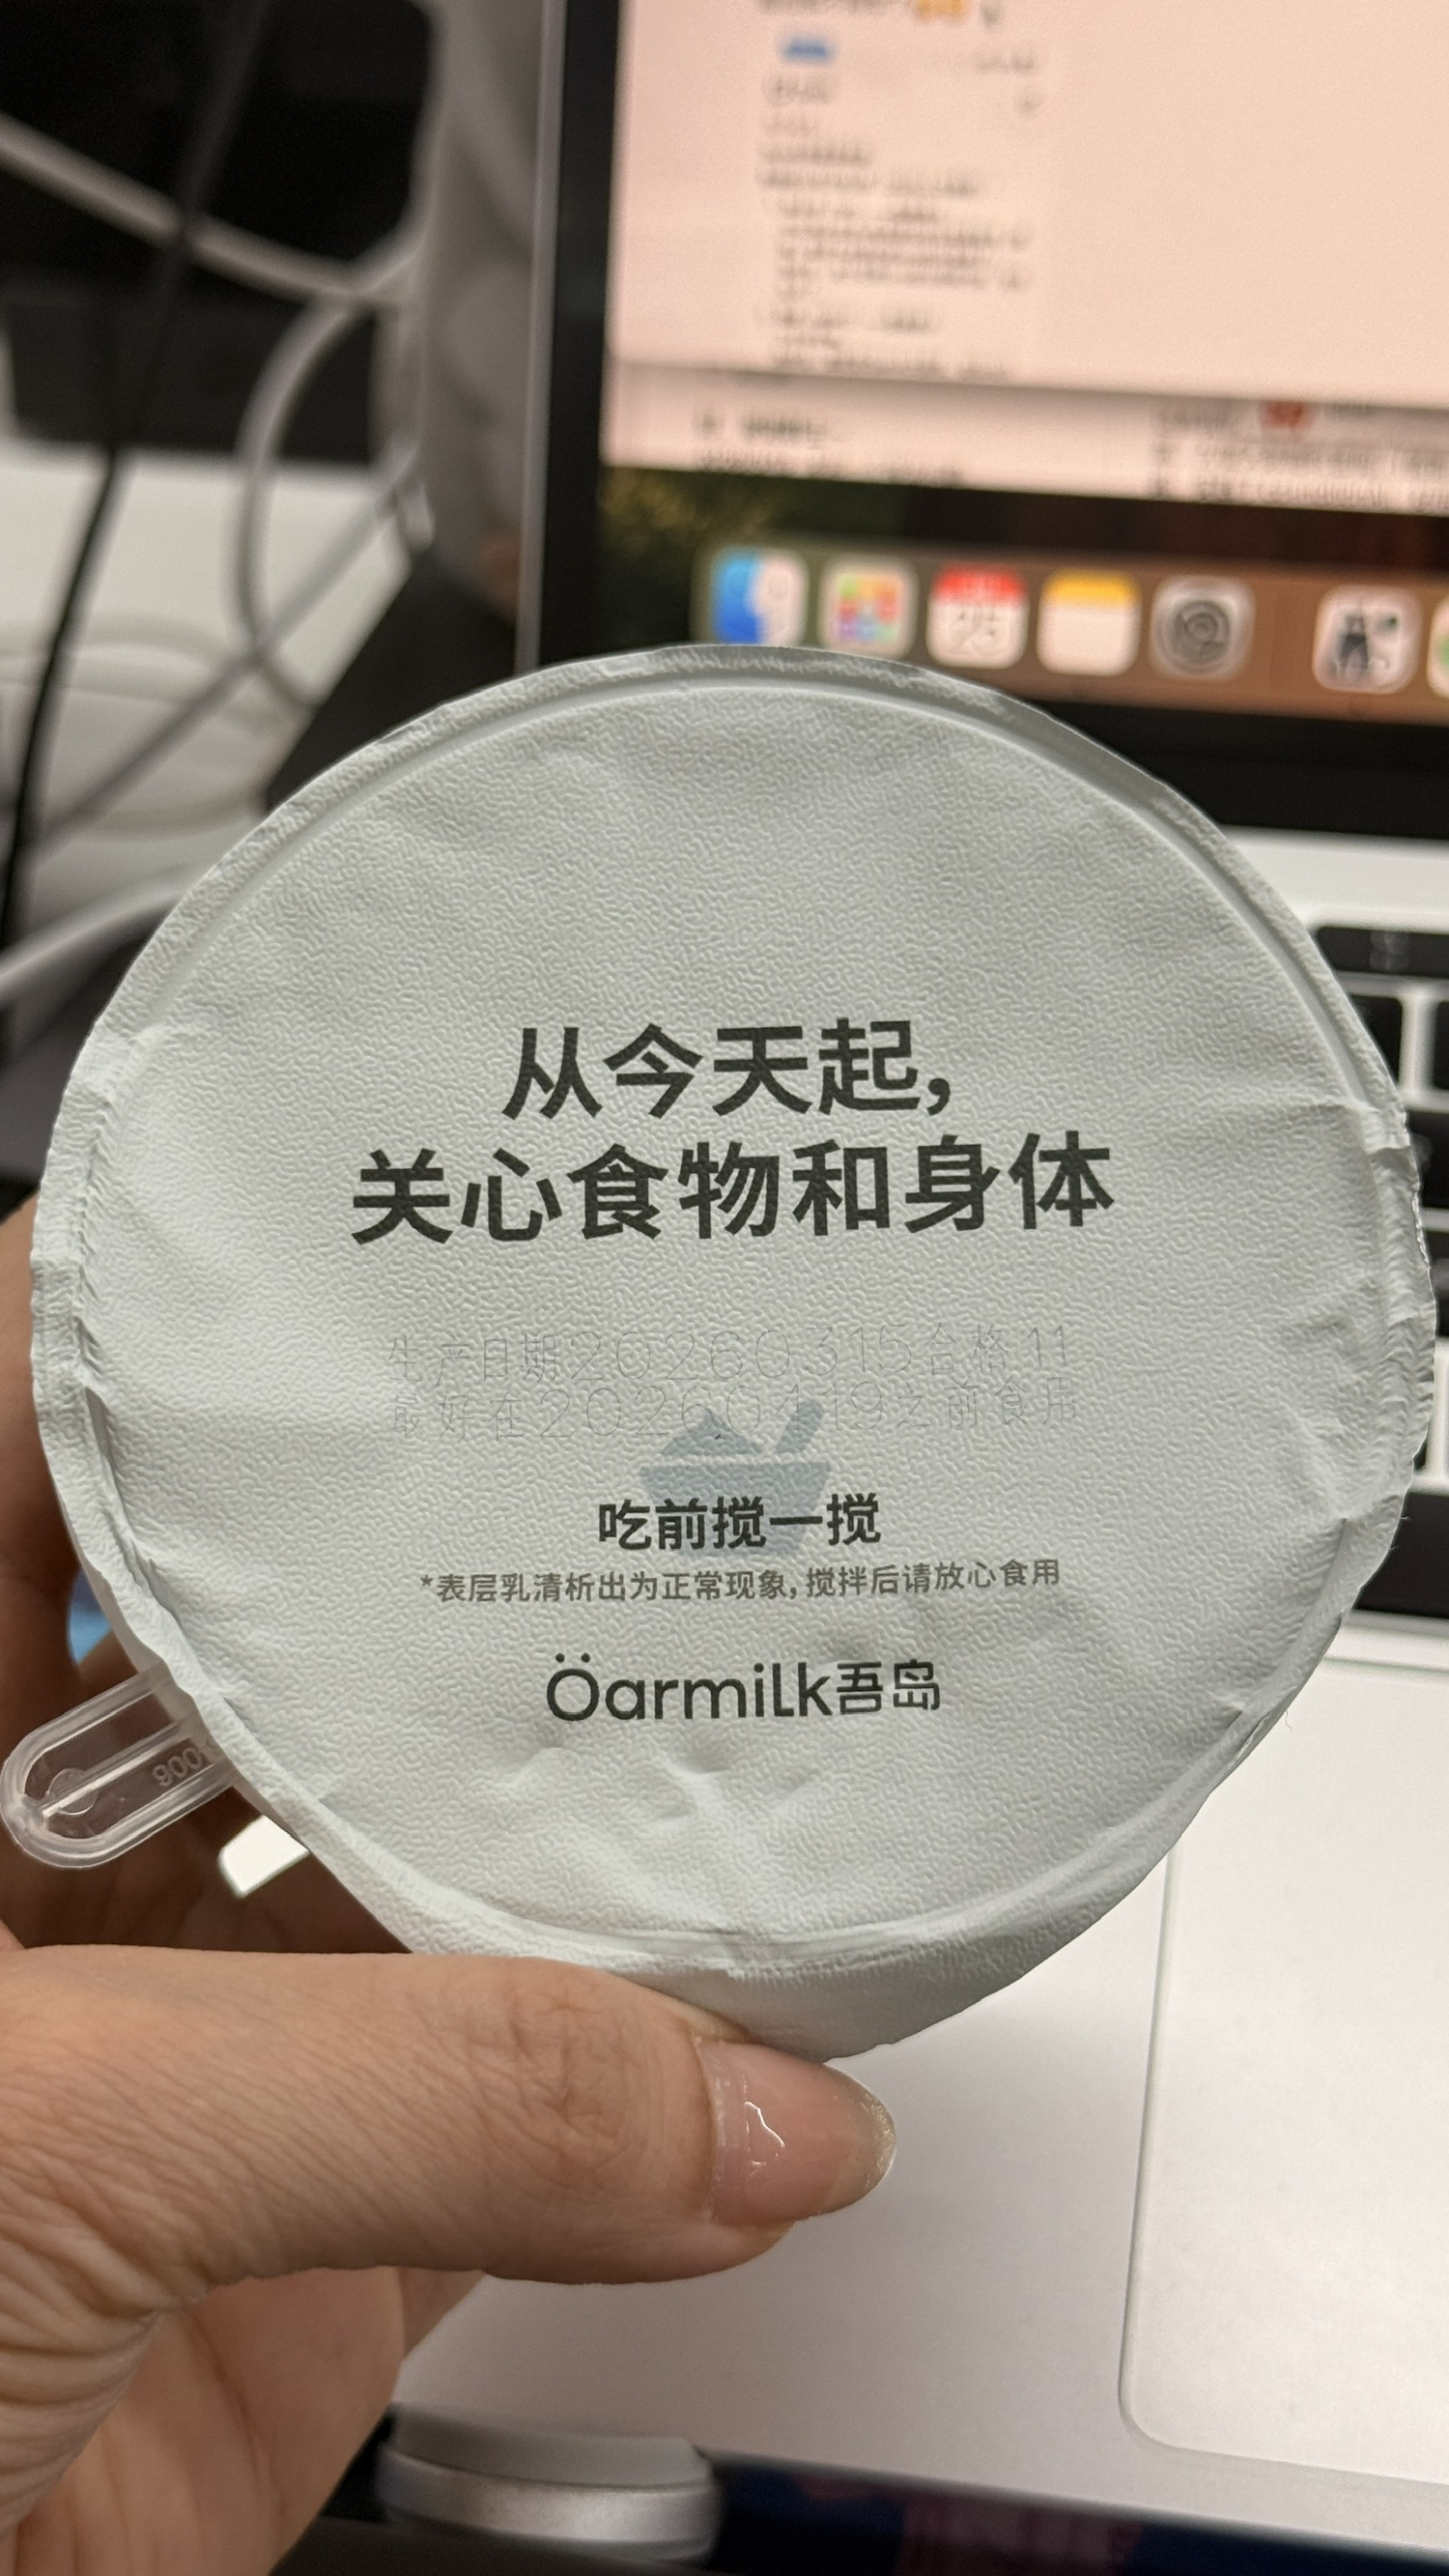 25
从今天起,
关心食物和身体
生产日期20260315合格 11
最好在20260419之前食用
吃前搅一搅
*表层乳清析出为正常现象,搅拌后请放心食用
Öarmilk吾岛